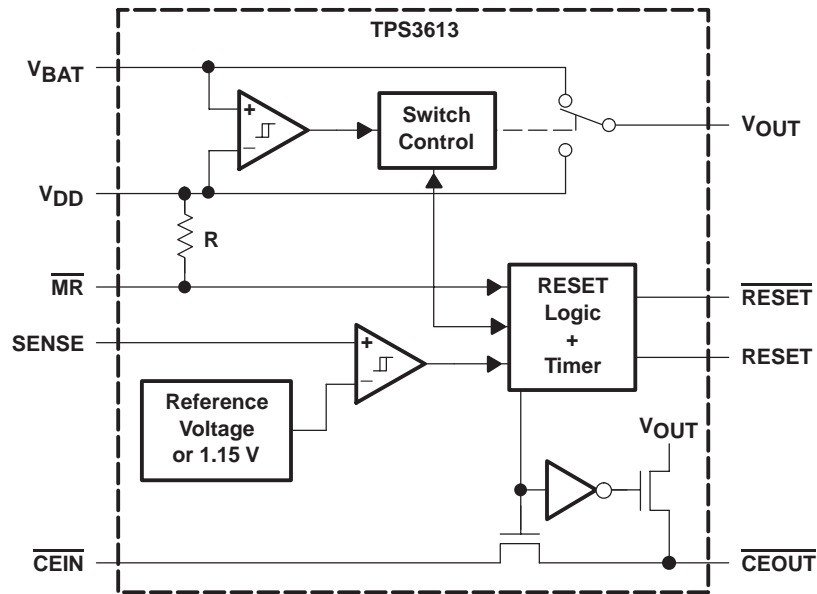 TPS3613
VBAT
+
–
Switch
Control
VOUT
VDD
R
MR
RESET
Logic
+
Timer
RESET
SENSE
+
–
RESET
Reference
Voltage
or 1.15 V
VOUT
CEIN
CEOUT